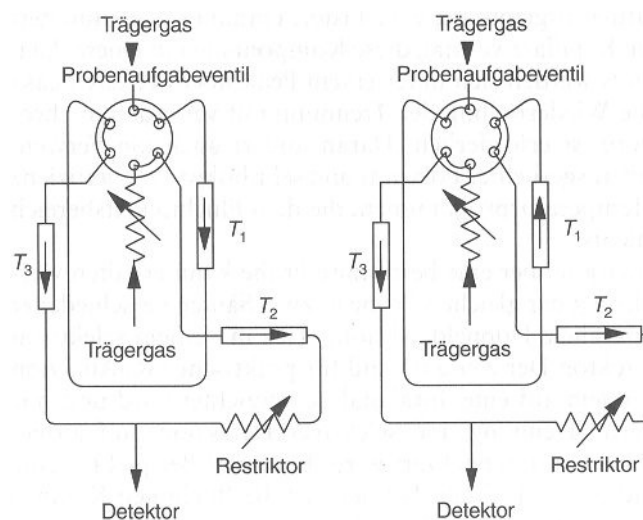 Trägergas
Probenaufgabeventil
T1
T3
T2
Trägergas
Restriktor
Detektor
Trägergas
Probenaufgabeventil
T1
T3
T2
Trägergas
Restriktor
Detektor